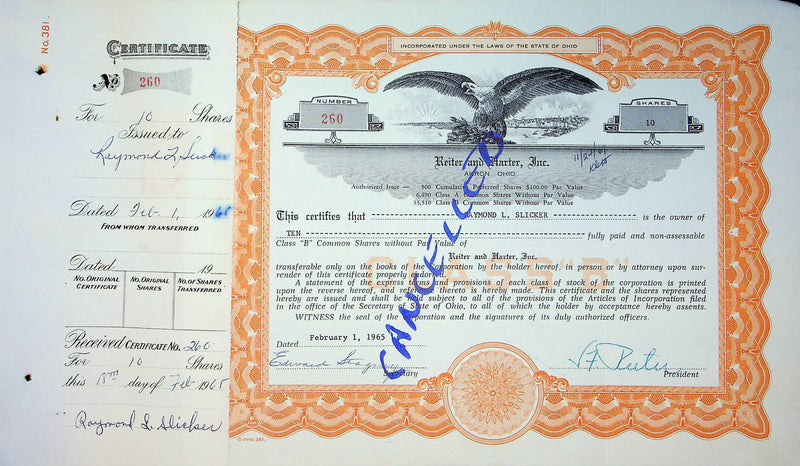 No. 381.
CERTIFICATE
No 260
For 10 Shares
Issued to
Raymond L Slicker
Dated Feb. 1, 1965
FROM WHOM TRANSFERRED
Dated 19
NO. ORIGINAL CERTIFICATE
NO. ORIGINAL SHARES
NO. OF SHARES TRANSFERRED
Received CERTIFICATE NO. 260
For 10 Shares
this 15TH day of Feb 1965
Raymond L. Slicker
INCORPORATED UNDER THE LAWS OF THE STATE OF OHIO
NUMBER
260
SHARES
10
Reiter and Harter, Inc.
AKRON, OHIO
Authorized Issue — 500 Cumulative Preferred Shares $100.00 Par Value
6,490 Class A Common Shares Without Par Value
53,510 Class B Common Shares Without Par Value
CANCELLED
CLASS "B"
This certifies that RAYMOND L. SLICKER is the owner of
TEN fully paid and non-assessable
Class "B" Common Shares without Par Value of
Reiter and Harter, Inc.
transferable only on the books of the Corporation by the holder hereof, in person or by attorney upon sur-
render of this certificate properly endorsed.
A statement of the express terms and provisions of each class of stock of the corporation is printed
upon the reverse hereof, and reference thereto is hereby made. This certificate and the shares represented
hereby are issued and shall be held subject to all of the provisions of the Articles of Incorporation filed
in the office of the Secretary of State of Ohio, to all of which the holder by acceptance hereby assents.
WITNESS the seal of the Corporation and the signatures of its duly authorized officers.
February 1, 1965
Dated
Edward
Secretary
President